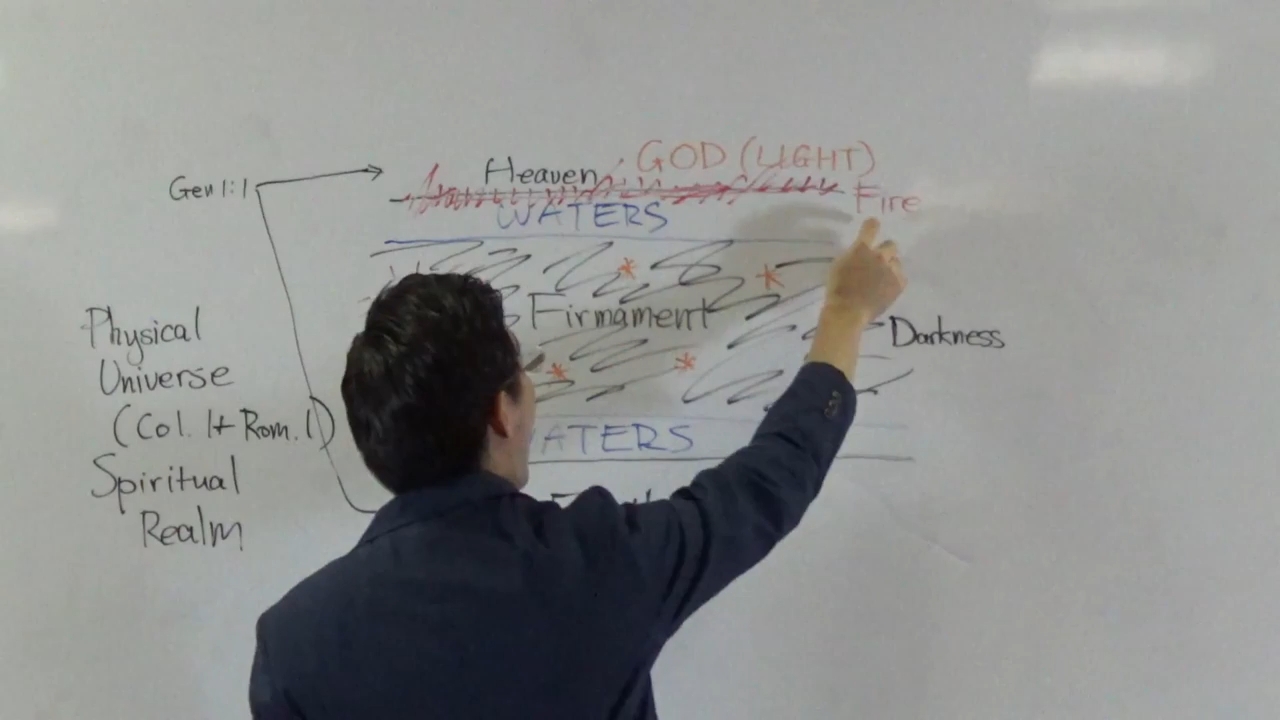 GOD (LIGHT)
Heaven
Gen 1:1
Fire
WATERS
Firmament
Darkness
Physical
Universe
(Col. 1 + Rom. 1)
ATERS
Spiritual
Realm